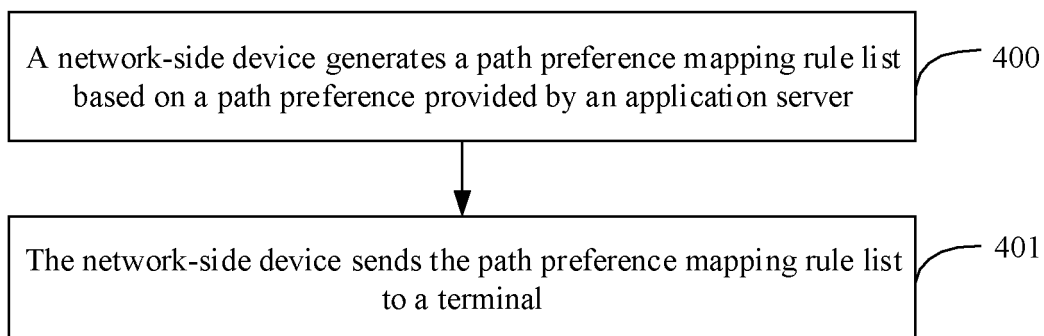 A network-side device generates a path preference mapping rule list
based on a path preference provided by an application server
400
The network-side device sends the path preference mapping rule list
to a terminal
401